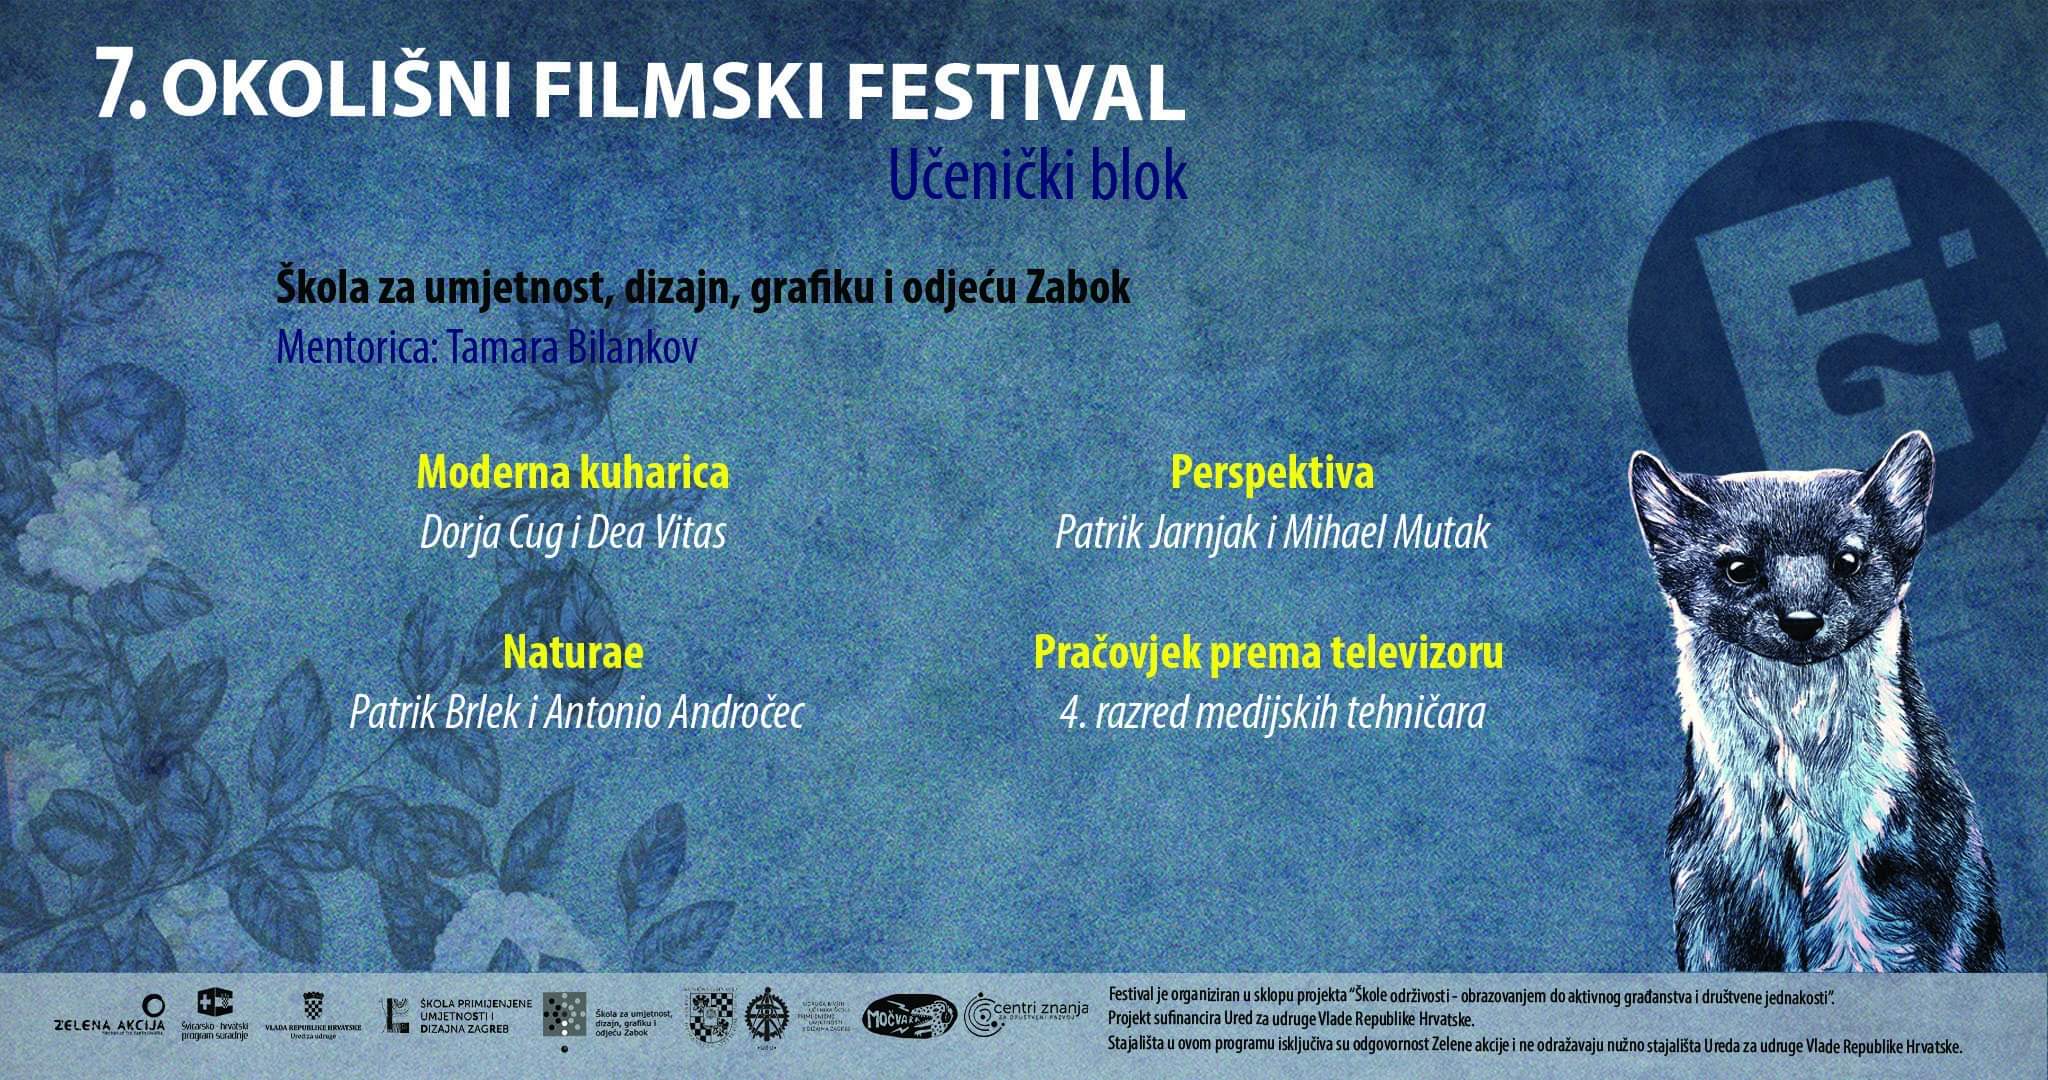 7. OKOLIŠNI FILMSKI FESTIVAL
Učenički blok
Škola za umjetnost, dizajn, grafiku i odjeću Zabok
Mentorica: Tamara Bilankov
Moderna kuharica
Dorja Cug i Dea Vitas
Perspektiva
Patrik Jarnjak i Mihael Mutak
Naturae
Patrik Brlek i Antonio Andročec
Pračovjek prema televizoru
4. razred medijskih tehničara
ZELENA AKCIJA
Švirarsko - hrvatski
program suradnje
VLADA REPUBLIKE HRVATSKE
Ured za udruge
ŠKOLA PRIMIJENJENE
UMJETNOSTI I
DIZAJNA ZAGREB
Škola za umjetnost,
dizajn, grafiku i
odjeću Zabok
MOČVARA
centri znanja
ZA DRUŠTVENI RAZVOJ
Festival je organiziran u sklopu projekta “Škole održivosti - obrazovanjem do aktivnog građanstva i društvene jednakosti”.
Projekt sufinancira Ured za udruge Vlade Republike Hrvatske.
Stajališta u ovom programu isključiva su odgovornost Zelene akcije i ne odražavaju nužno stajališta Ureda za udruge Vlade Republike Hrvatske.